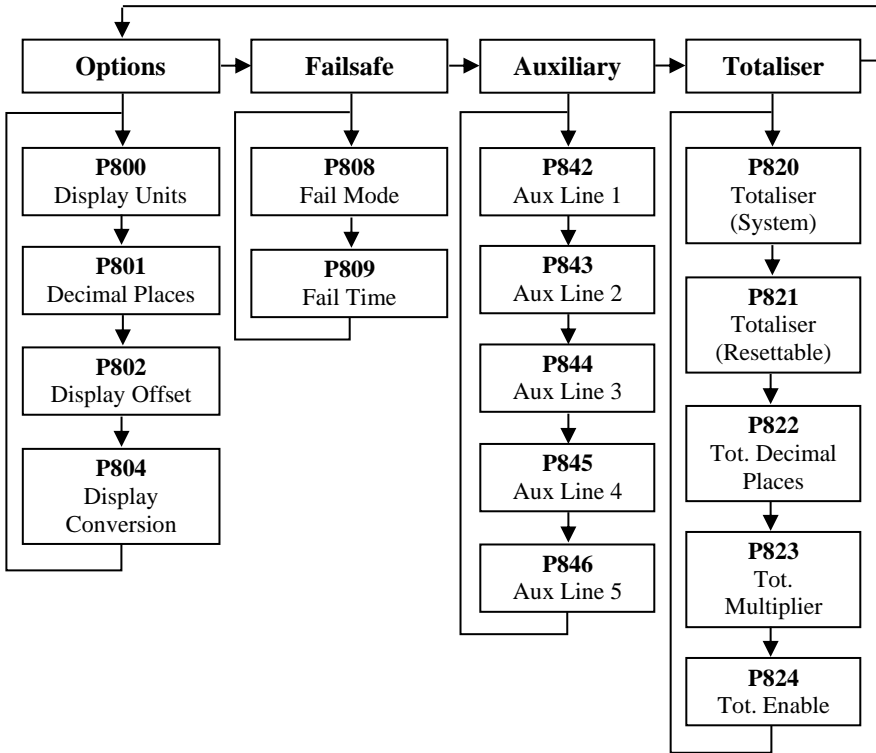 Options
Failsafe
Auxiliary
Totaliser
P800
Display Units
P801
Decimal Places
P802
Display Offset
P804
Display
Conversion
P808
Fail Mode
P809
Fail Time
P842
Aux Line 1
P843
Aux Line 2
P844
Aux Line 3
P845
Aux Line 4
P846
Aux Line 5
P820
Totaliser
(System)
P821
Totaliser
(Resettable)
P822
Tot. Decimal
Places
P823
Tot.
Multiplier
P824
Tot. Enable